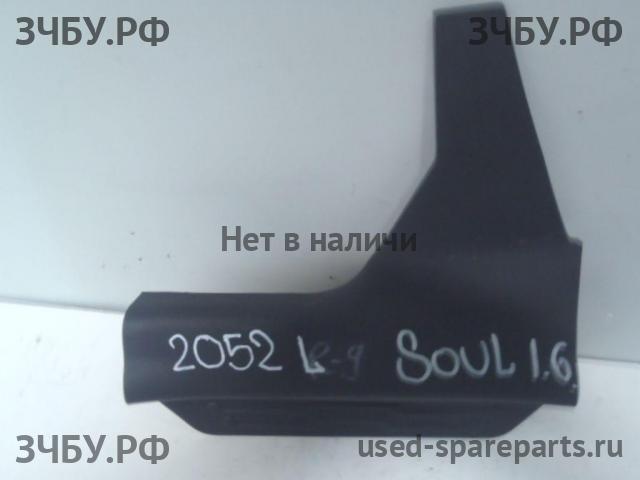 ЗЧБУ.РФ ЗЧБУ.РФ
Нет в наличи
2052 L SOUL 1.6
ЗЧБУ.РФ used-spareparts.ru